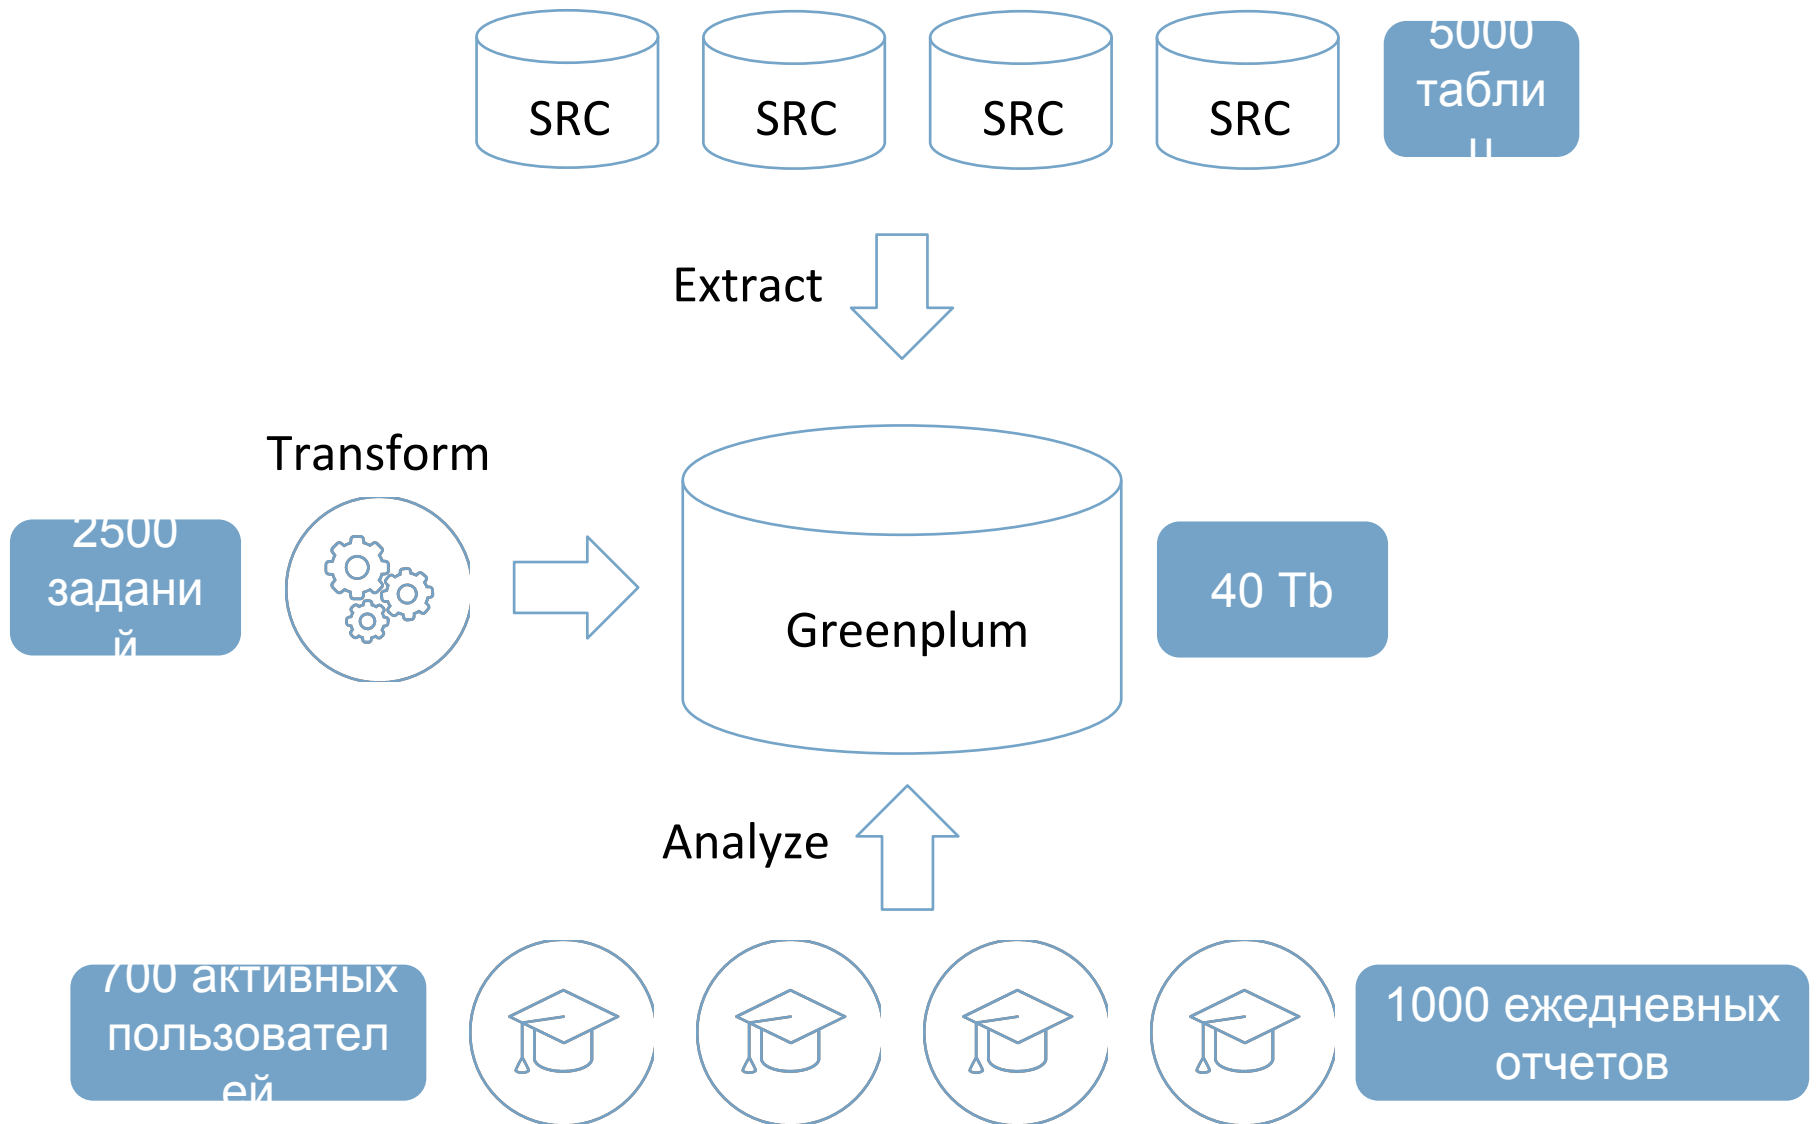 SRC
SRC
SRC
SRC
5000
табли
ц
Extract
Transform
2500
задани
й
Greenplum
40 Tb
Analyze
700 активных
пользовател
ей
1000 ежедневных
отчетов